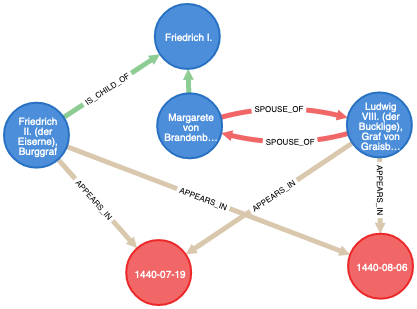 Friedrich I.
IS_CHILD_OF
Friedrich
II. (der
Eiserne),
Burggraf
Margarete
von
Brandenb...
SPOUSE_OF
SPOUSE_OF
Ludwig
VIII. (der
Bucklige),
Graf von
Graisb...
APPEARS_IN
APPEARS_IN
APPEARS_IN
APPEARS_IN
1440-07-19
1440-08-06